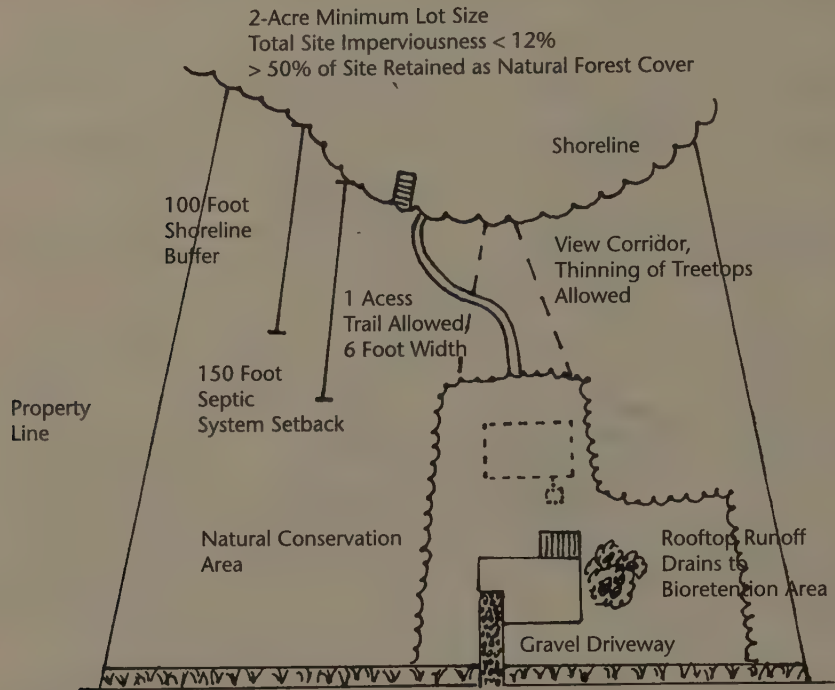 2-Acre Minimum Lot Size
Total Site Imperviousness < 12%
> 50% of Site Retained as Natural Forest Cover
Shoreline
100 Foot
Shoreline
Buffer
View Corridor,
Thinning of Treetops
Allowed
1 Acess
Trail Allowed,
6 Foot Width
150 Foot
Septic
System Setback
Property
Line
Natural Conservation
Area
Rooftop Runoff
Drains to
Bioretention Area
Gravel Driveway